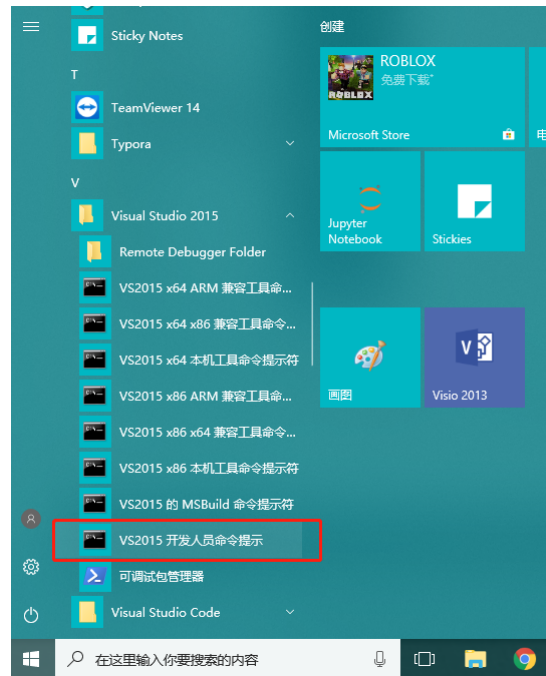 Sticky Notes
T
TeamViewer 14
Typora
V
Visual Studio 2015
Remote Debugger Folder
VS2015 x64 ARM 兼容工具命...
VS2015 x64 x86 兼容工具命令...
VS2015 x64 本机工具命令提示符
VS2015 x86 ARM 兼容工具命...
VS2015 x86 x64 兼容工具命令...
VS2015 x86 本机工具命令提示符
VS2015 的 MSBuild 命令提示符
VS2015 开发人员命令提示
可调试包管理器
Visual Studio Code
在这里输入你要搜索的内容
创建
ROBLOX
ROBLOX
免费下载"
Microsoft Store
电
Jupyter
Notebook
Stickies
画图
V
Visio 2013